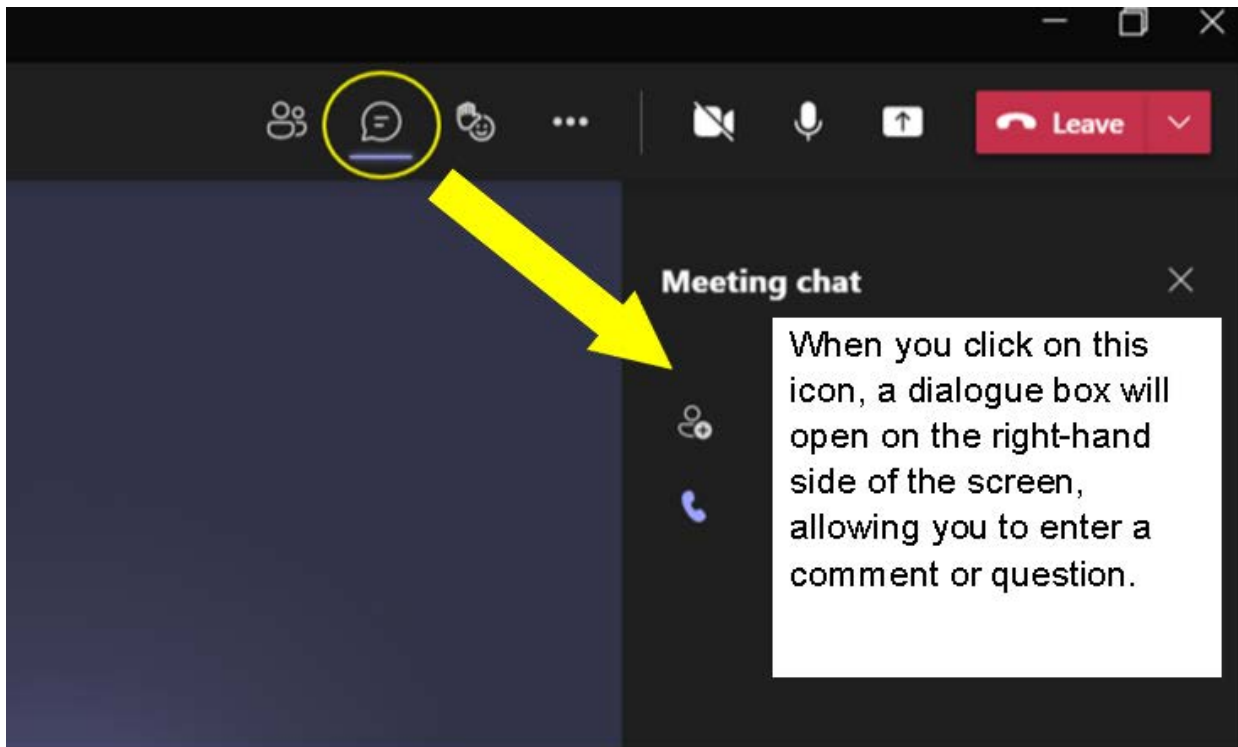 Leave
Meeting chat
When you click on this
icon, a dialogue box will
open on the right-hand
side of the screen,
allowing you to enter a
comment or question.